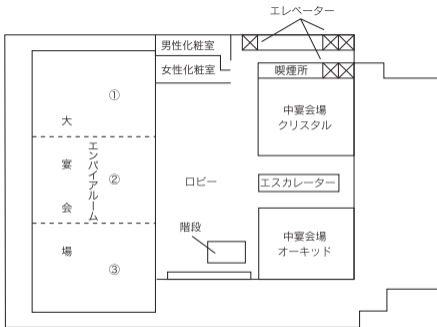 エレベーター
男性化粧室
女性化粧室
喫煙所
①
中宴会場
クリスタル
大宴会場
エンパイアルーム
②
ロビー
エスカレーター
階段
中宴会場
オーキッド
③